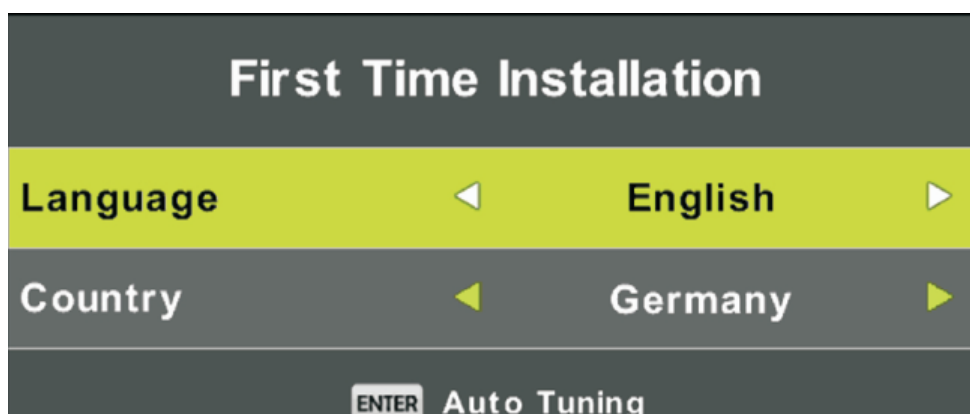 First Time Installation
Language English
Country Germany
ENTER Auto Tuning